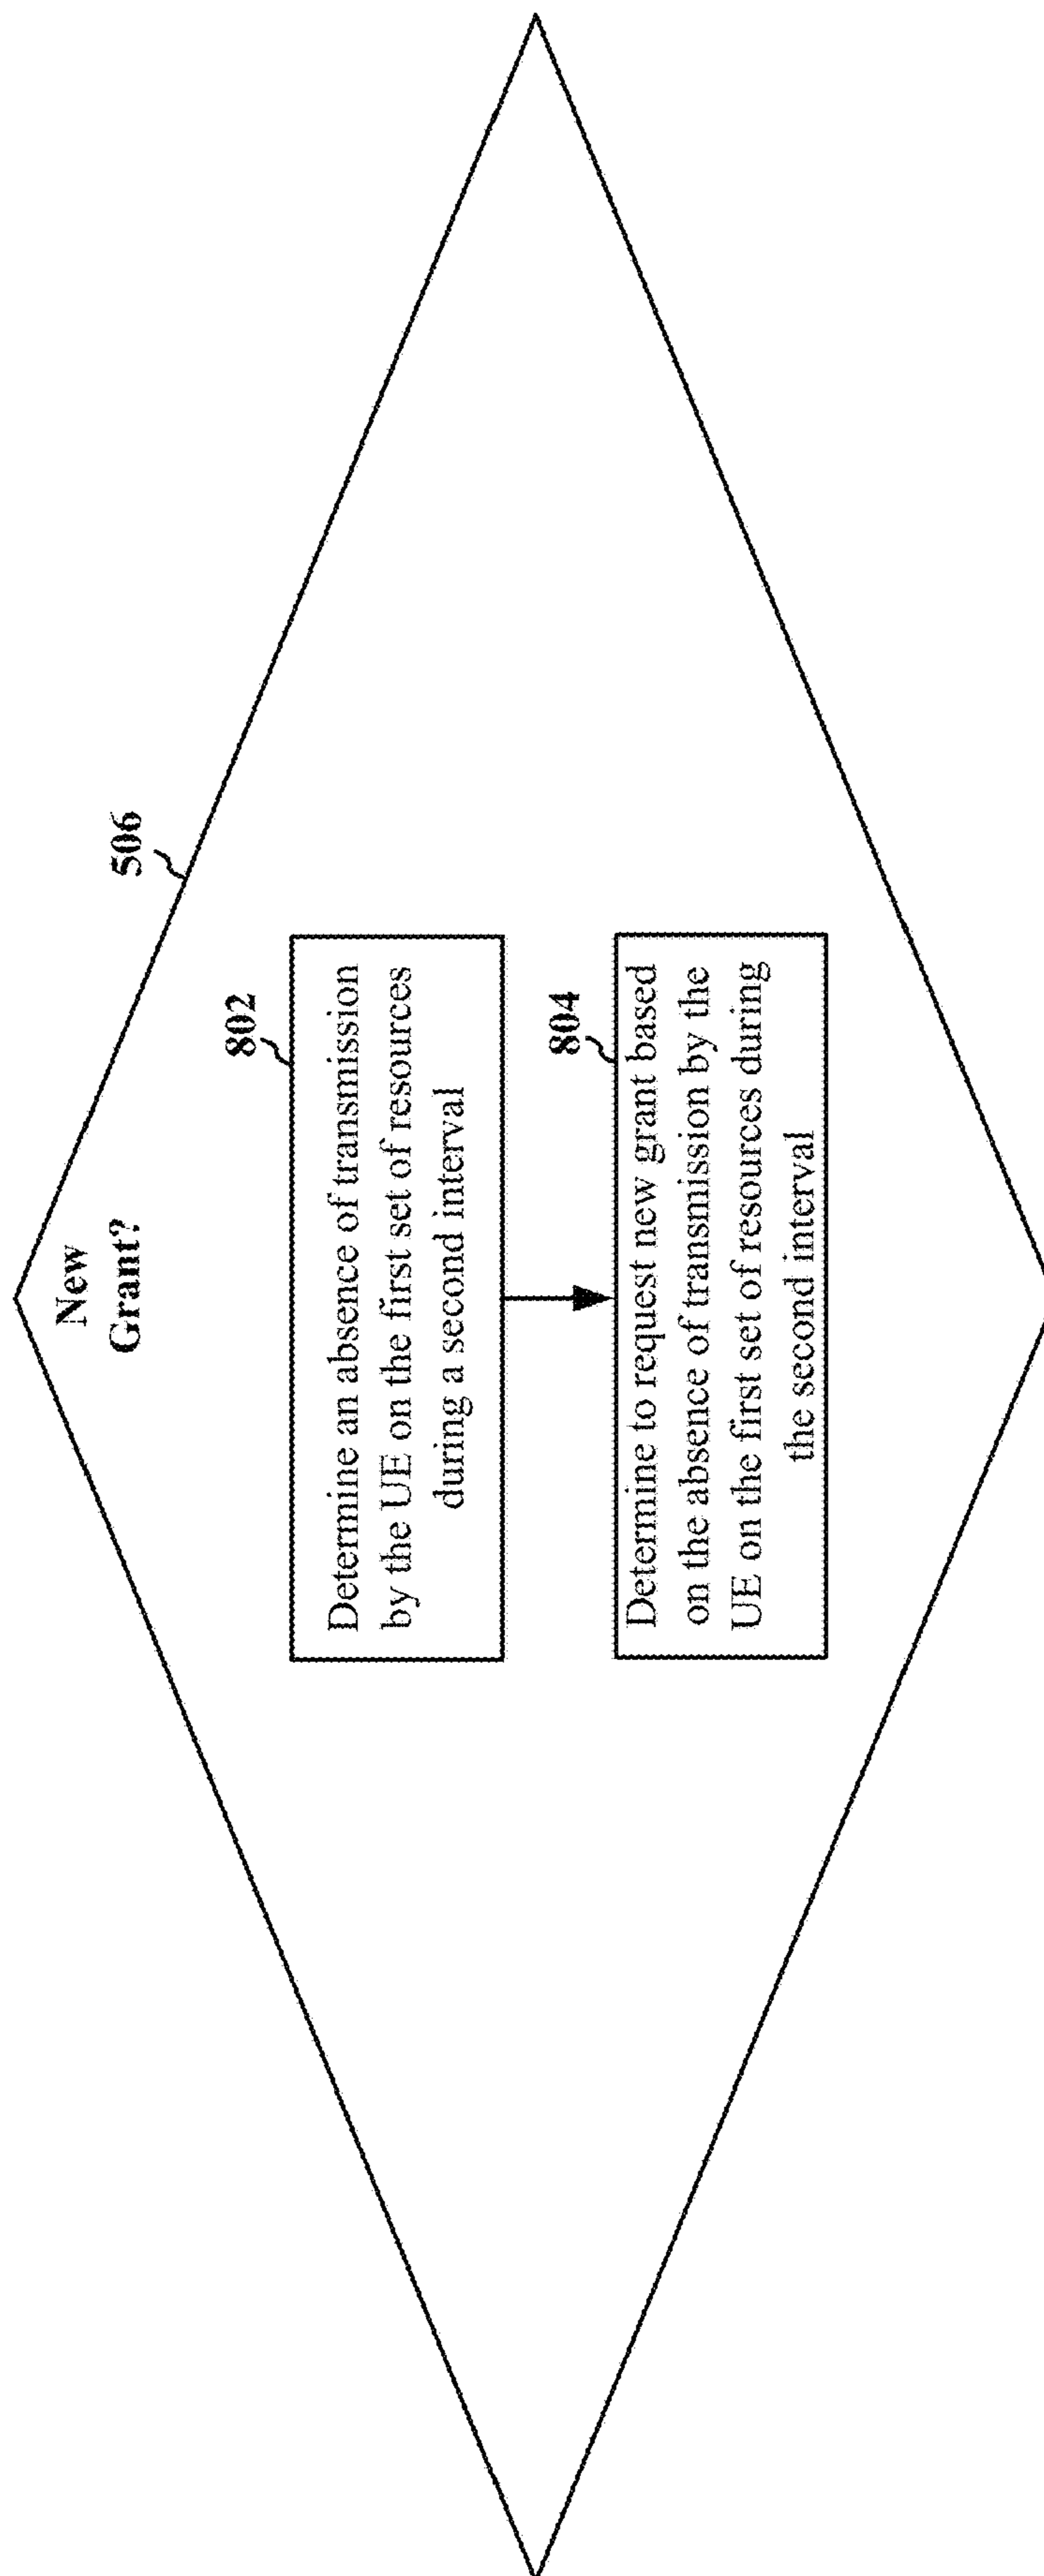 New
Grant?
506
802
Determine an absence of transmission
by the UE on the first set of resources
during a second interval
804
Determine to request new grant based
on the absence of transmission by the
UE on the first set of resources during
the second interval